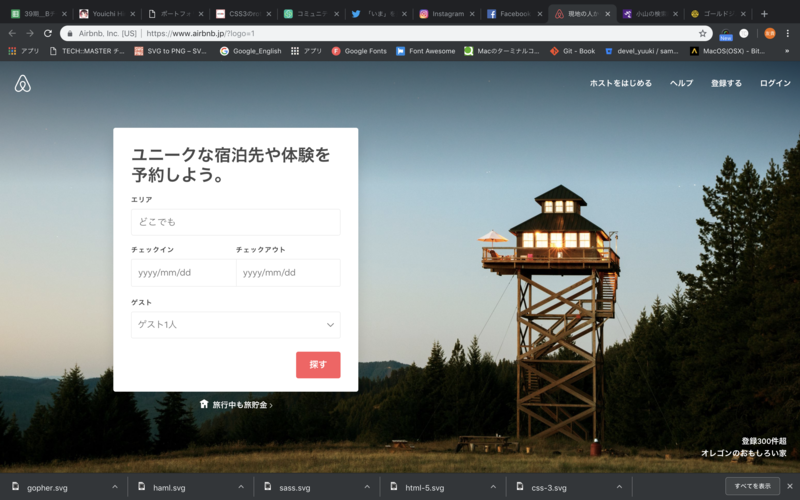 39期__Bチ
Youichi H
ポートフォ
CSS3の
コミュニテ
「いま」を
Instagram
Facebook
現地の人か
小山の検索
ゴールド
Airbnb, Inc. [US] | https://www.airbnb.jp/?logo=1
New
アプリ
TECH::MASTER チ...
SVG to PNG – SV...
Google_English
アプリ
Google Fonts
Font Awesome
Macのターミナルコ...
Git - Book
devel_yuuki / sam...
MacOS(OSX) - Bit...
»
ホストをはじめる
ヘルプ
登録する
ログイン
ユニークな宿泊先や体験を
予約しよう。
エリア
どこでも
チェックイン
チェックアウト
yyyy/mm/dd
yyyy/mm/dd
ゲスト
ゲスト1人
探す
旅行中も旅貯金 ›
登録300件超
オレゴンのおもしろい家
gopher.svg
haml.svg
sass.svg
html-5.svg
css-3.svg
すべてを表示